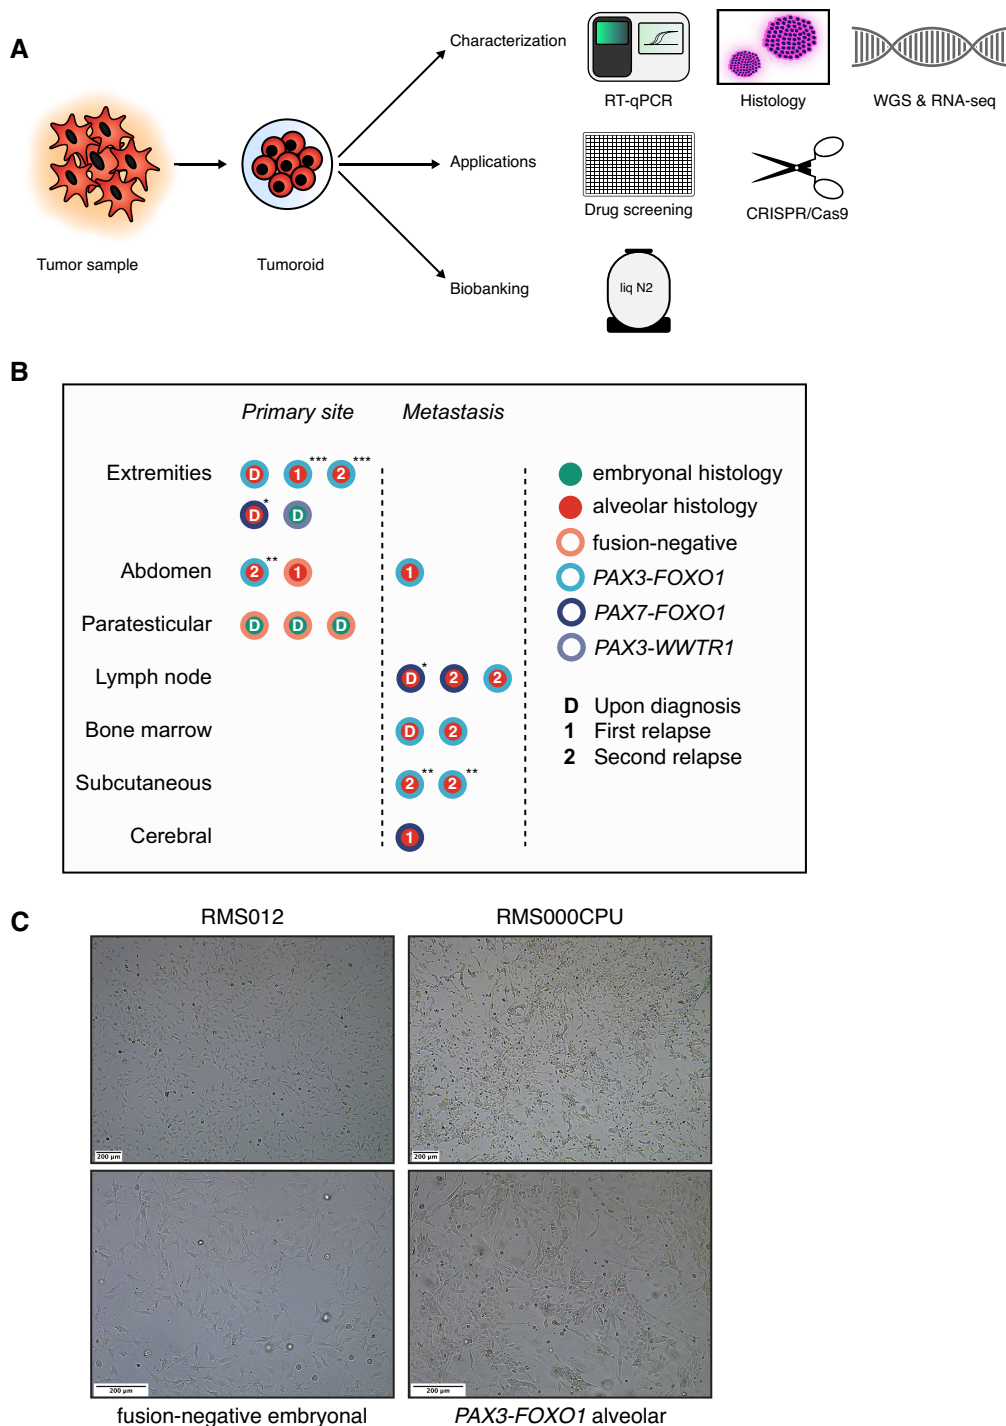 A
Characterization
RT-qPCR
Histology
WGS & RNA-seq
Applications
Drug screening
CRISPR/Cas9
Tumor sample
Tumoroid
Biobanking
liq N2
B
Primary site
Metastasis
Extremities
D 1 *** 2 ***
D * D
Abdomen
2 ** 1
1
Paratesticular
D D D
Lymph node
D * 2 2
Bone marrow
D 2
Subcutaneous
2 ** 2 **
Cerebral
1
embryonal histology
alveolar histology
fusion-negative
PAX3-FOXO1
PAX7-FOXO1
PAX3-WWTR1
D Upon diagnosis
1 First relapse
2 Second relapse
C
RMS012
RMS000CPU
200 µm
200 µm
200 µm
200 µm
fusion-negative embryonal
PAX3-FOXO1 alveolar